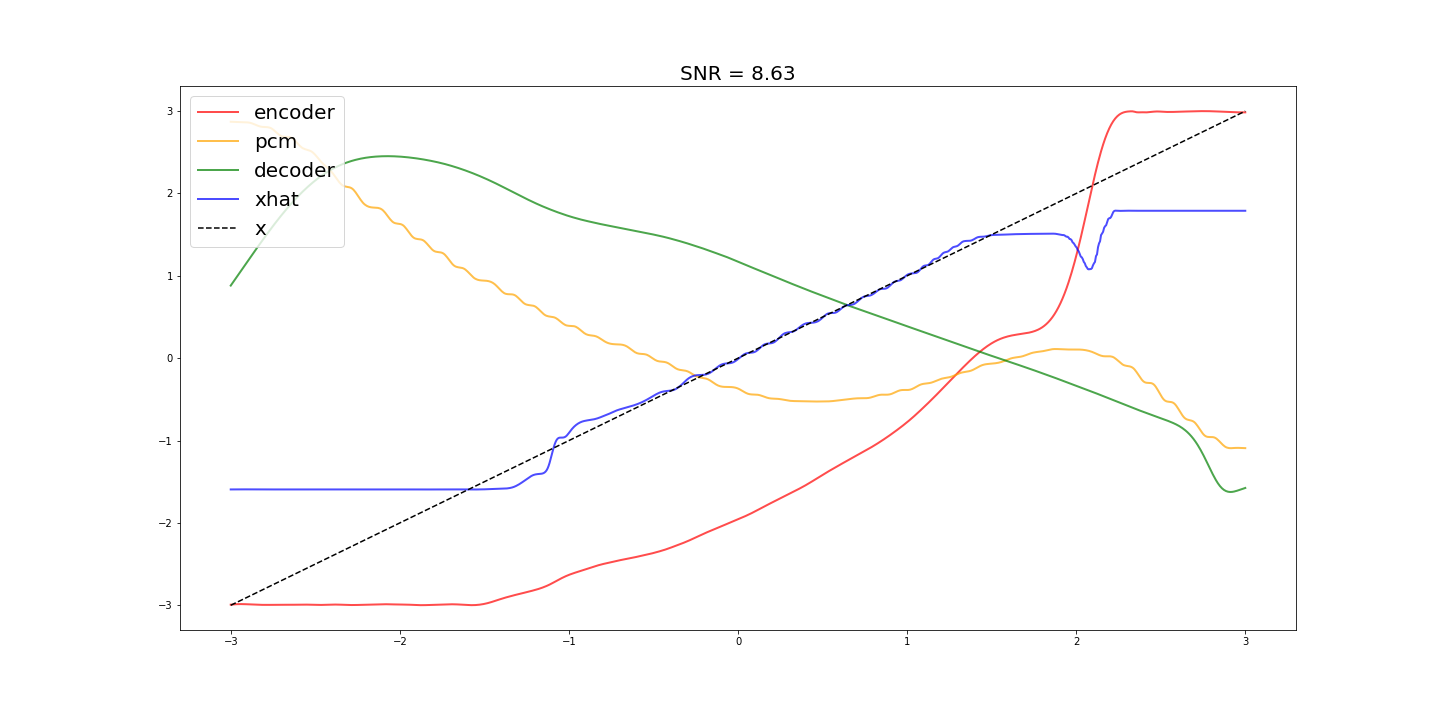 SNR = 8.63
encoder
pcm
decoder
xhat
x
3
2
1
0
−1
−2
−3
−3 −2 −1 0 1 2 3